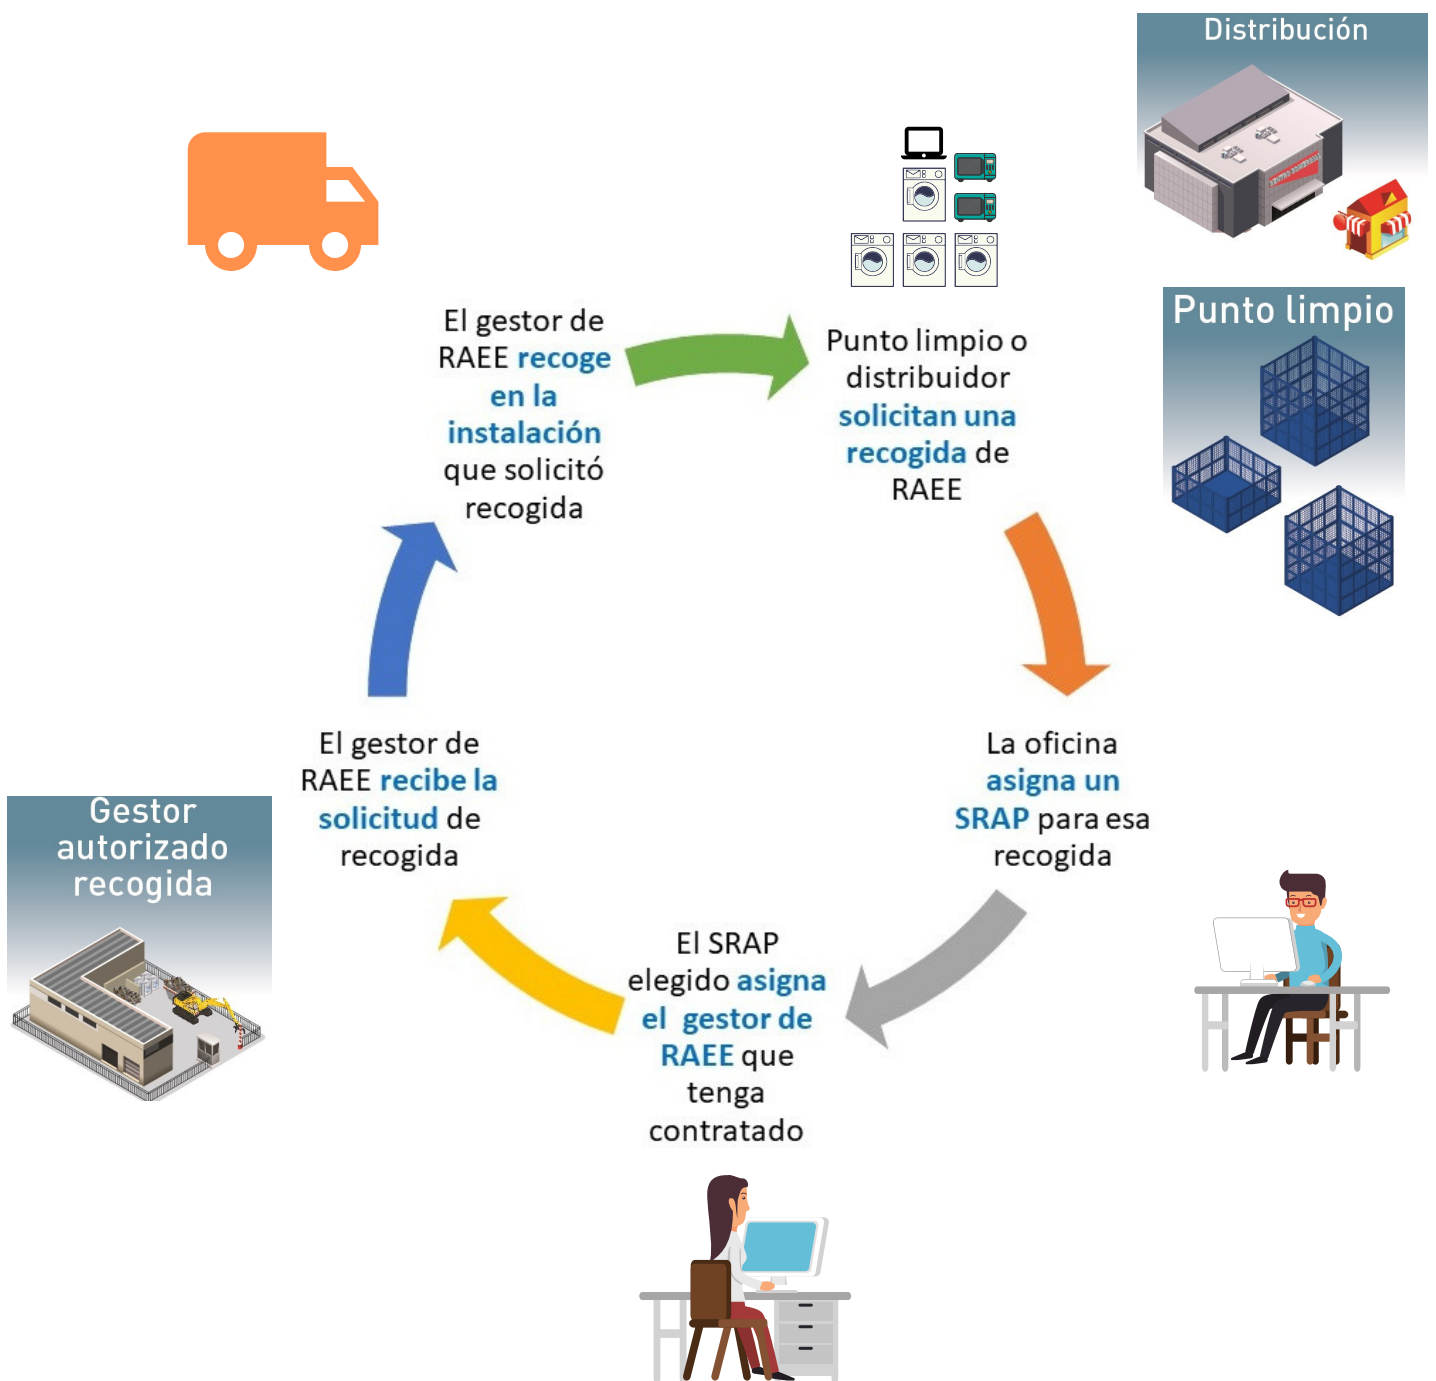 Distribución
Punto limpio
El gestor de
RAEE recoge
en la
instalación
que solicitó
recogida
Punto limpio o
distribuidor
solicitan una
recogida de
RAEE
La oficina
asigna un
SRAP para esa
recogida
El SRAP
elegido asigna
el gestor de
RAEE que
tenga
contratado
El gestor de
RAEE recibe la
solicitud de
recogida
Gestor
autorizado
recogida